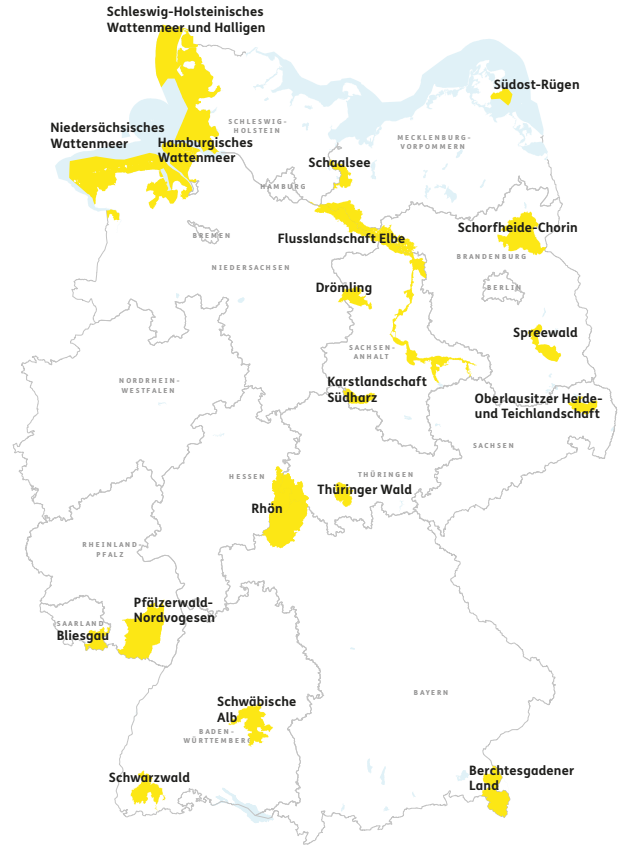 Schleswig-Holsteinisches
Wattenmeer und Halligen
Südost-Rügen
Niedersächsisches
Wattenmeer
SCHLESWIG-
HOLSTEIN
MECKLENBURG-
VORPOMMERN
Hamburgisches
Wattenmeer
Schaalsee
HAMBURG
Flusslandschaft Elbe
Schorfheide-Chorin
BREMEN
BRANDENBURG
NIEDERSACHSEN
Drömling
BERLIN
Spreewald
SACHSEN-
ANHALT
NORDRHEIN-
WESTFALEN
Karstlandschaft
Südharz
Oberlausitzer Heide-
und Teichlandschaft
SACHSEN
HESSEN
THÜRINGEN
Thüringer Wald
Rhön
RHEINLAND
PFALZ
Pfälzerwald-
Nordvogesen
SAARLAND
Bliesgau
BAYERN
Schwäbische
Alb
BADEN-
WÜRTTEMBERG
Schwarzwald
Berchtesgadener
Land